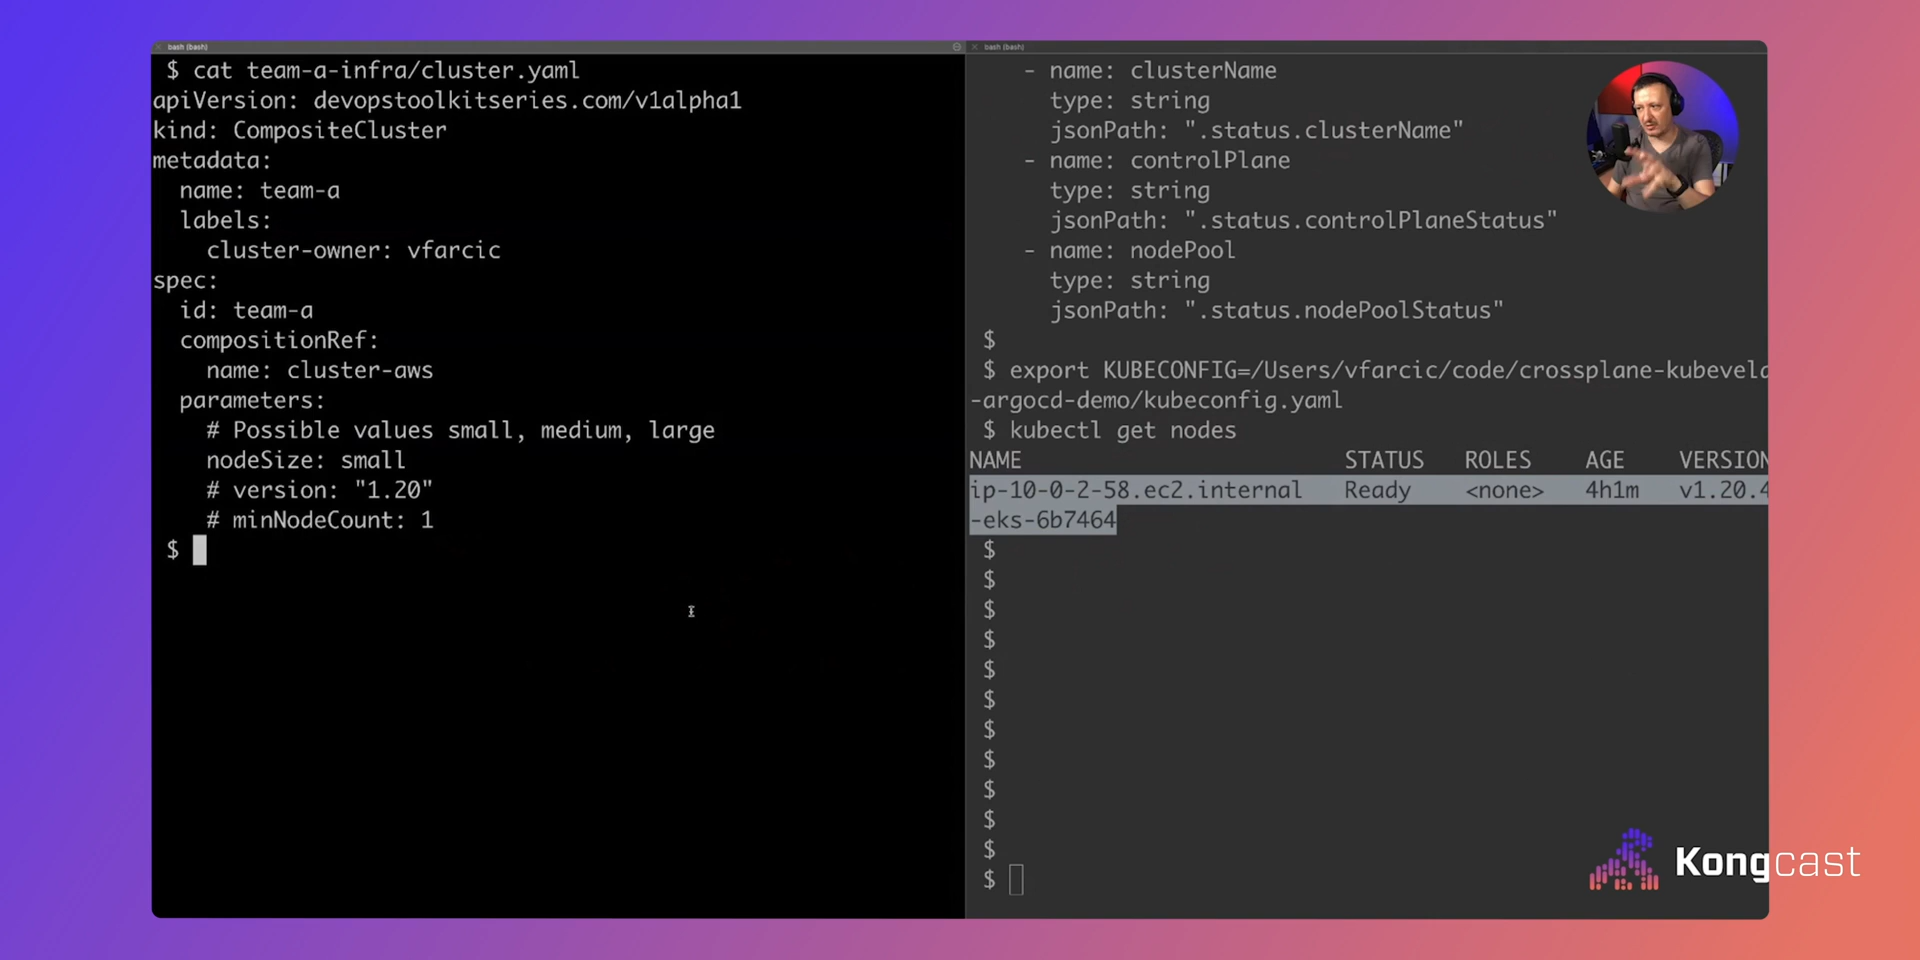 bash (bash)
$ cat team-a-infra/cluster.yaml
apiVersion: devopstoolkitseries.com/v1alpha1
kind: CompositeCluster
metadata:
  name: team-a
  labels:
    cluster-owner: vfarcic
spec:
  id: team-a
  compositionRef:
    name: cluster-aws
  parameters:
    # Possible values small, medium, large
    nodeSize: small
    # version: "1.20"
    # minNodeCount: 1
$
bash (bash)
    - name: clusterName
      type: string
      jsonPath: ".status.clusterName"
    - name: controlPlane
      type: string
      jsonPath: ".status.controlPlaneStatus"
    - name: nodePool
      type: string
      jsonPath: ".status.nodePoolStatus"
$
$ export KUBECONFIG=/Users/vfarcic/code/crossplane-kubevela
-argocd-demo/kubeconfig.yaml
$ kubectl get nodes
NAME STATUS ROLES AGE VERSION
ip-10-0-2-58.ec2.internal Ready <none> 4h1m v1.20.4
-eks-6b7464
$
$
$
$
$
$
$
$
$
$
$
$
Kongcast